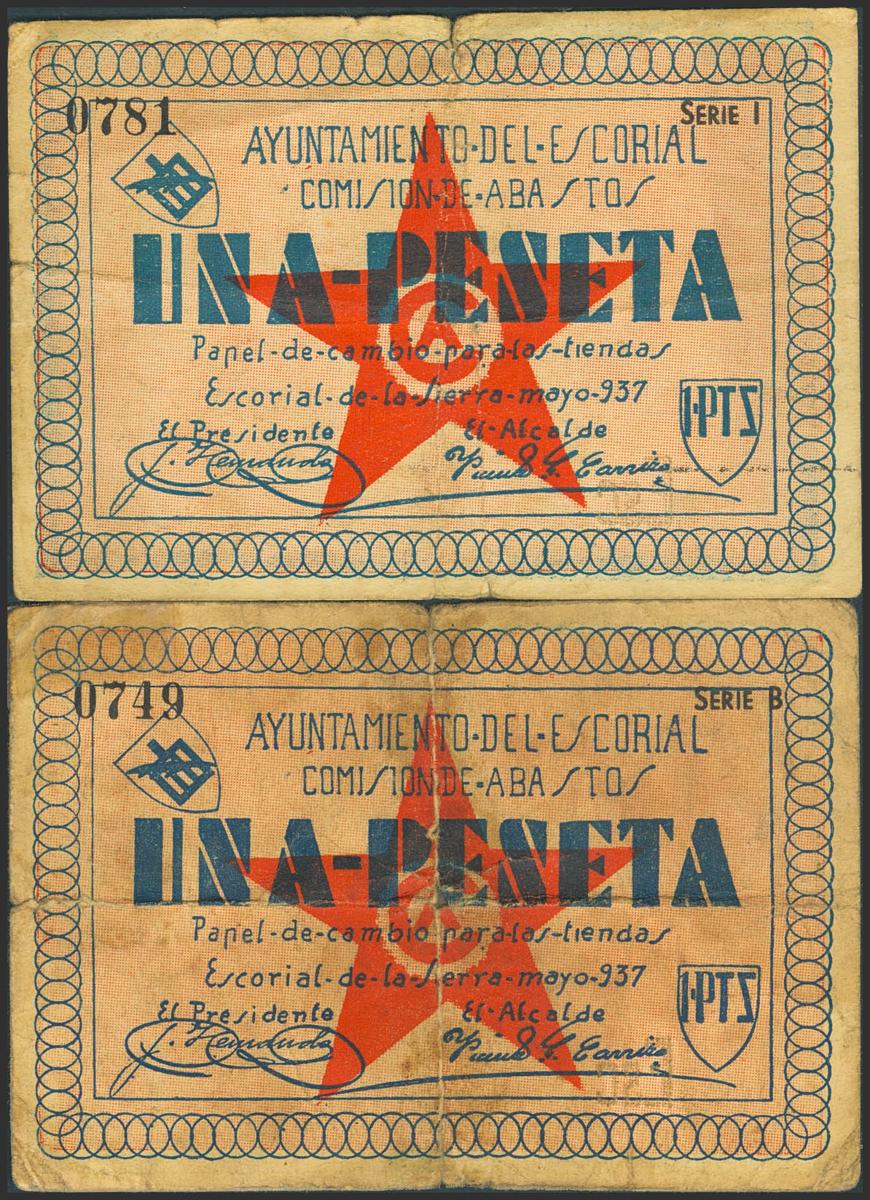 0781
SERIE I
AYUNTAMIENTO·DEL·ESCORIAL
COMISION·DE·ABASTOS
UNA-PESETA
Papel-de-cambio-para-las-tiendas
Escorial-de-la-Sierra-mayo-937
El Presidente
El-Alcalde
1-PTS
0749
SERIE B
AYUNTAMIENTO·DEL·ESCORIAL
COMISION·DE·ABASTOS
UNA-PESETA
Papel-de-cambio para-las-tiendas
Escorial-de-la-Sierra-mayo-937
El Presidente
El·Alcalde
1-PTS